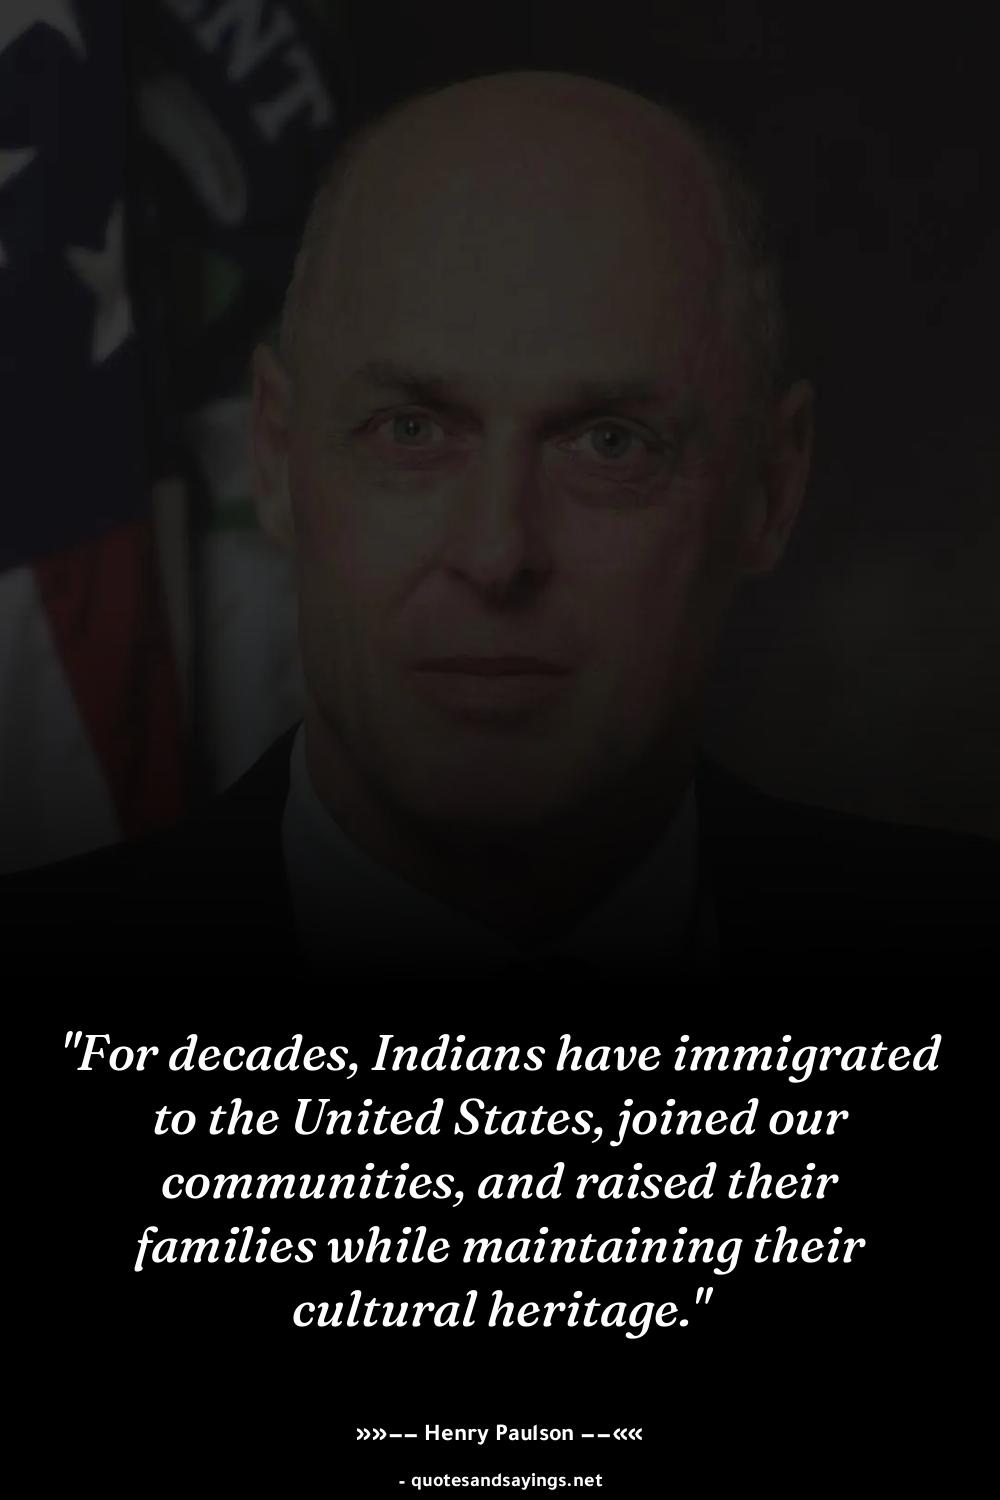 NT
"For decades, Indians have immigrated
to the United States, joined our
communities, and raised their
families while maintaining their
cultural heritage."
»»−− Henry Paulson −−««
- quotesandsayings.net